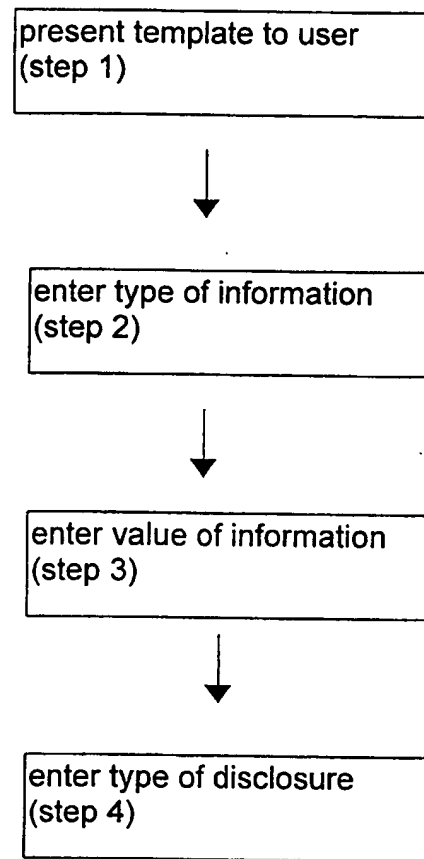 present template to user
(step 1)
enter type of information
(step 2)
enter value of information
(step 3)
enter type of disclosure
(step 4)